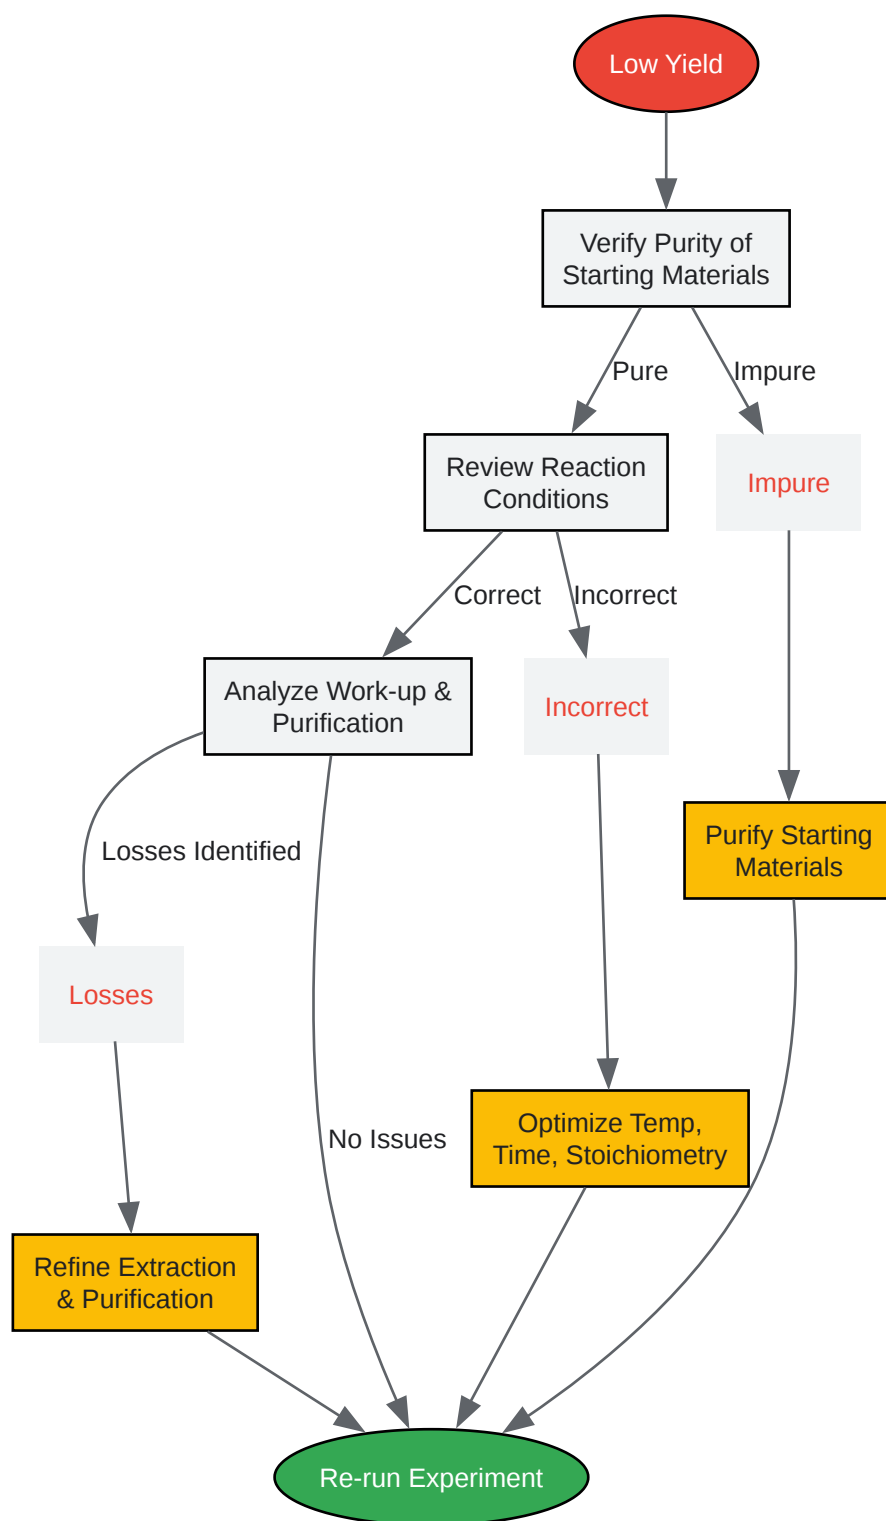 Low Yield
Verify Purity of
Starting Materials
Pure
Impure
Review Reaction
Conditions
Impure
Correct
Incorrect
Analyze Work-up &
Purification
Incorrect
Purify Starting
Materials
Losses Identified
Losses
Optimize Temp,
Time, Stoichiometry
No Issues
Refine Extraction
& Purification
Re-run Experiment